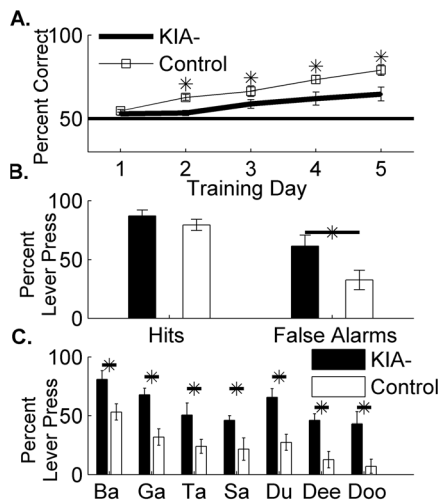 A.
KIA-
Control
Percent Correct
100
50
1 2 3 4 5
Training Day
B.
Percent
Lever Press
100
50
0
Hits False Alarms
C.
KIA-
Control
Percent
Lever Press
100
50
0
Ba Ga Ta Sa Du Dee Doo